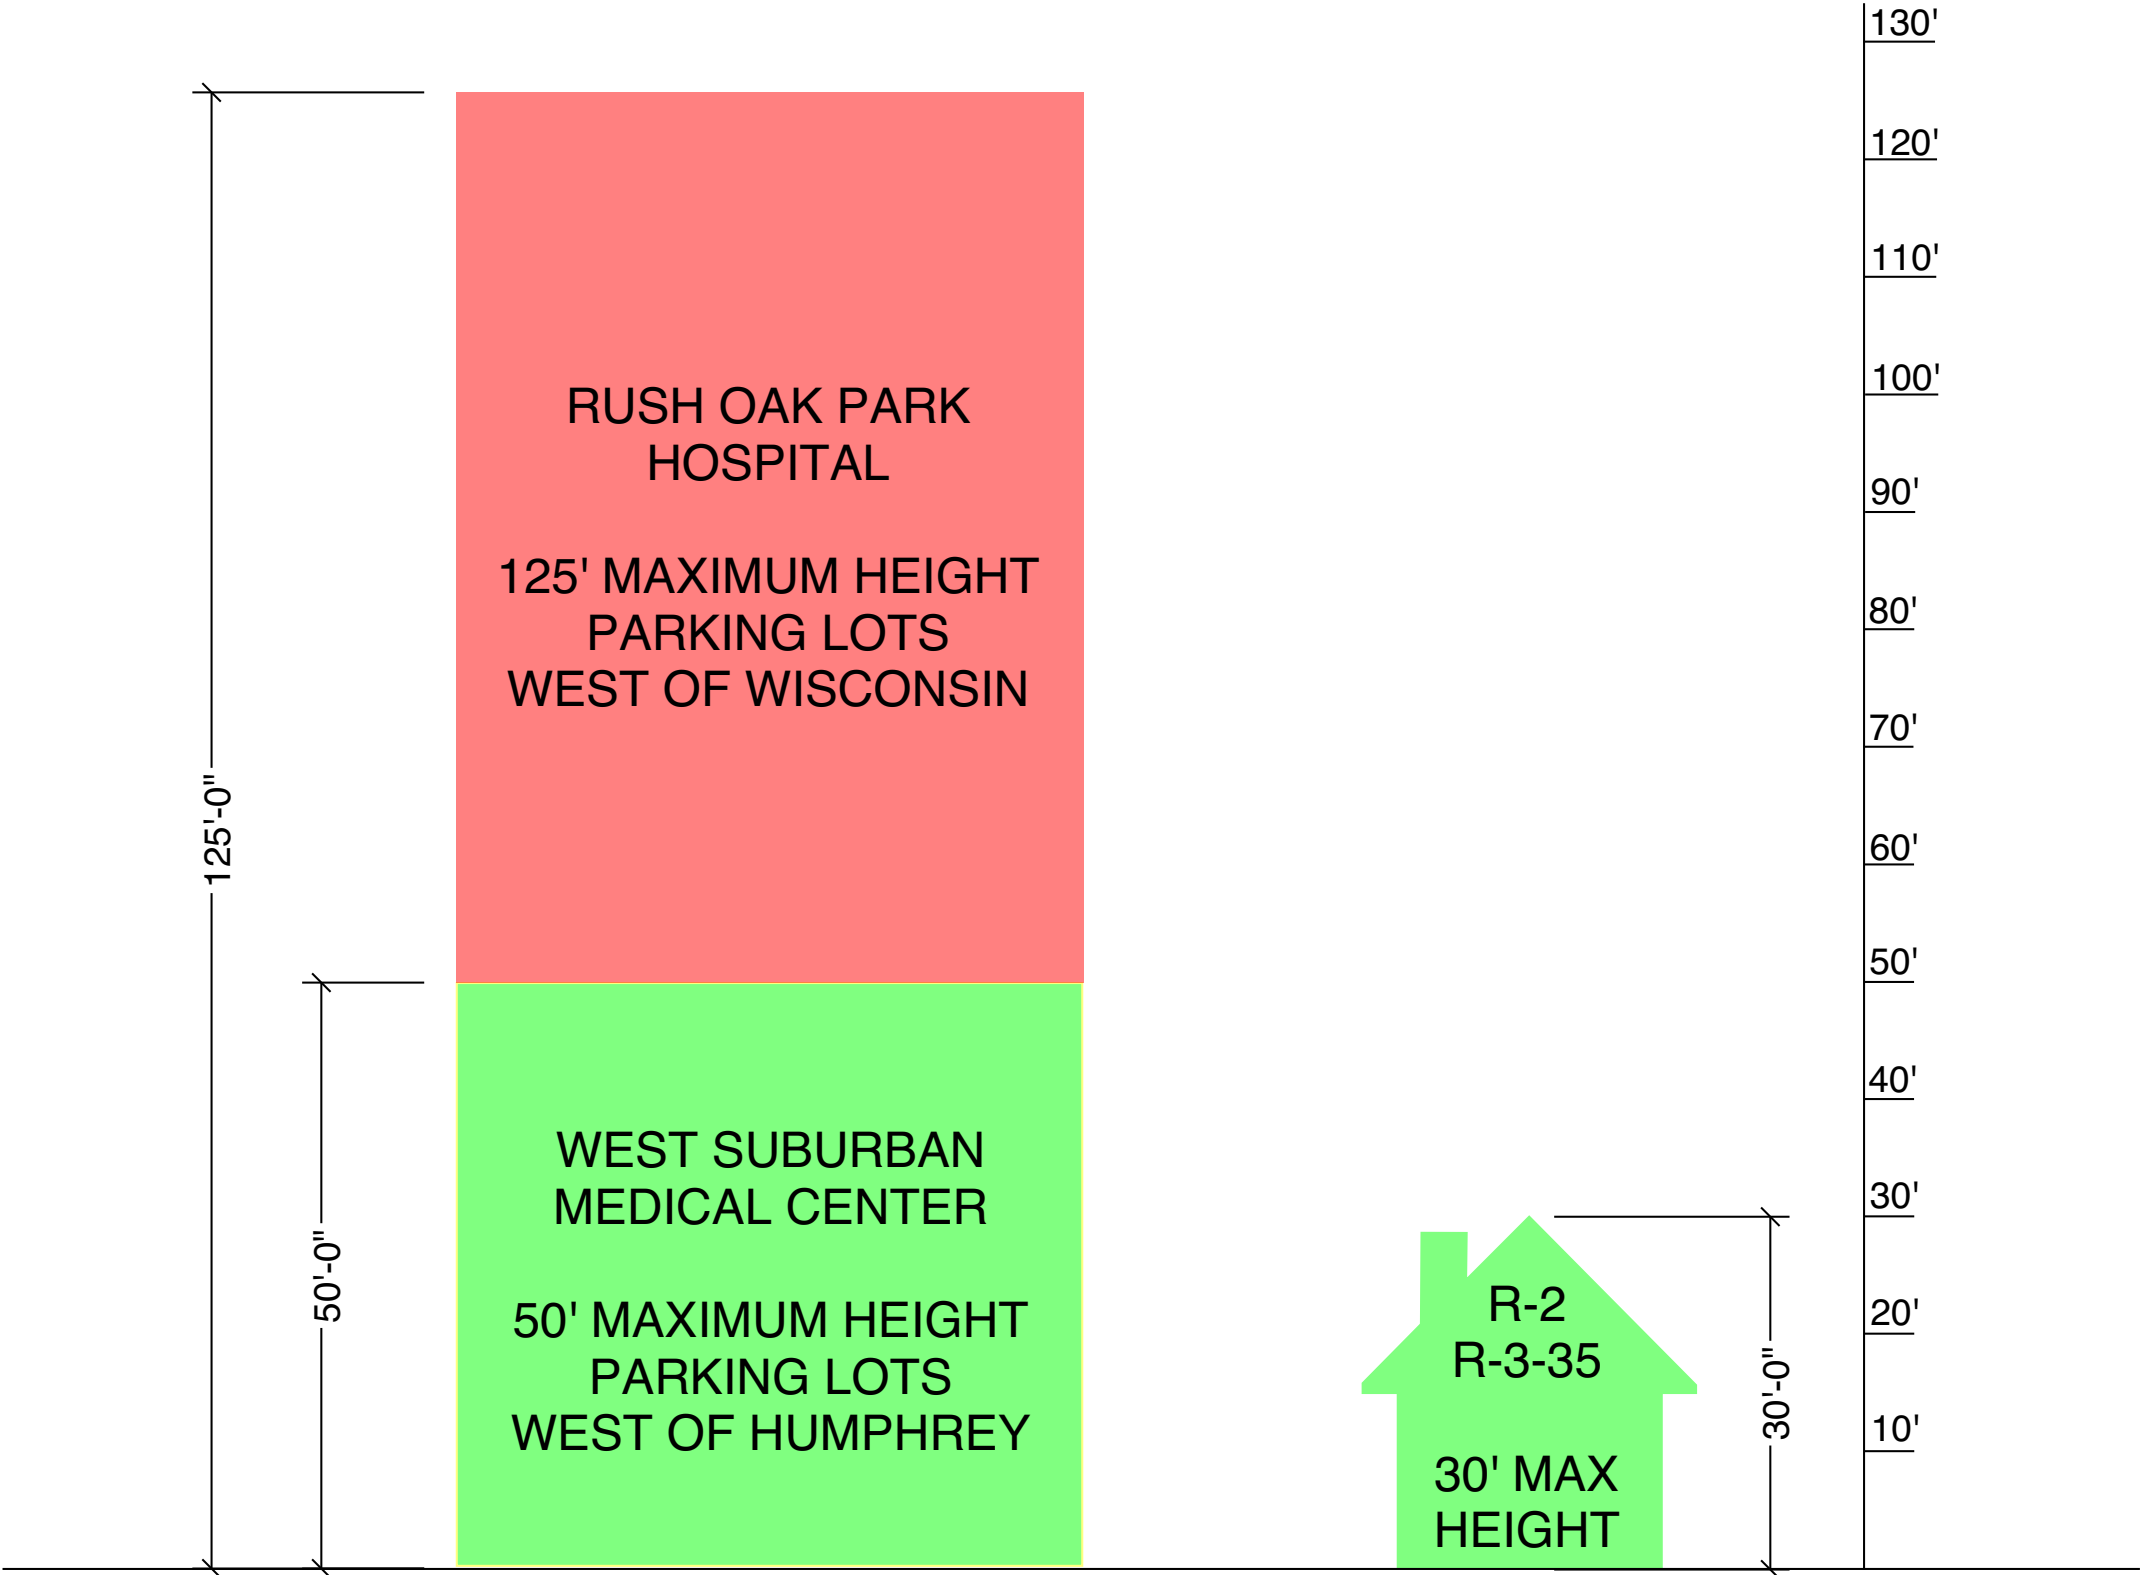 RUSH OAK PARK
HOSPITAL
125' MAXIMUM HEIGHT
PARKING LOTS
WEST OF WISCONSIN
WEST SUBURBAN
MEDICAL CENTER
50' MAXIMUM HEIGHT
PARKING LOTS
WEST OF HUMPHREY
125'-0"
50'-0"
R-2
R-3-35
30' MAX
HEIGHT
30'-0"
130'
120'
110'
100'
90'
80'
70'
60'
50'
40'
30'
20'
10'